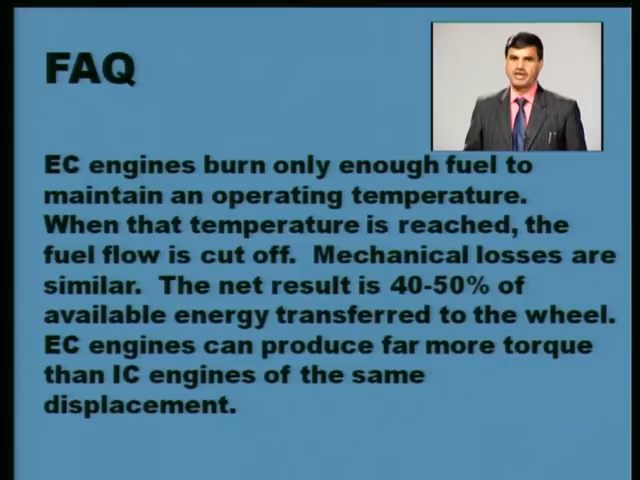 FAQ
EC engines burn only enough fuel to
maintain an operating temperature.
When that temperature is reached, the
fuel flow is cut off.  Mechanical losses are
similar.  The net result is 40-50% of
available energy transferred to the wheel.
EC engines can produce far more torque
than IC engines of the same
displacement.